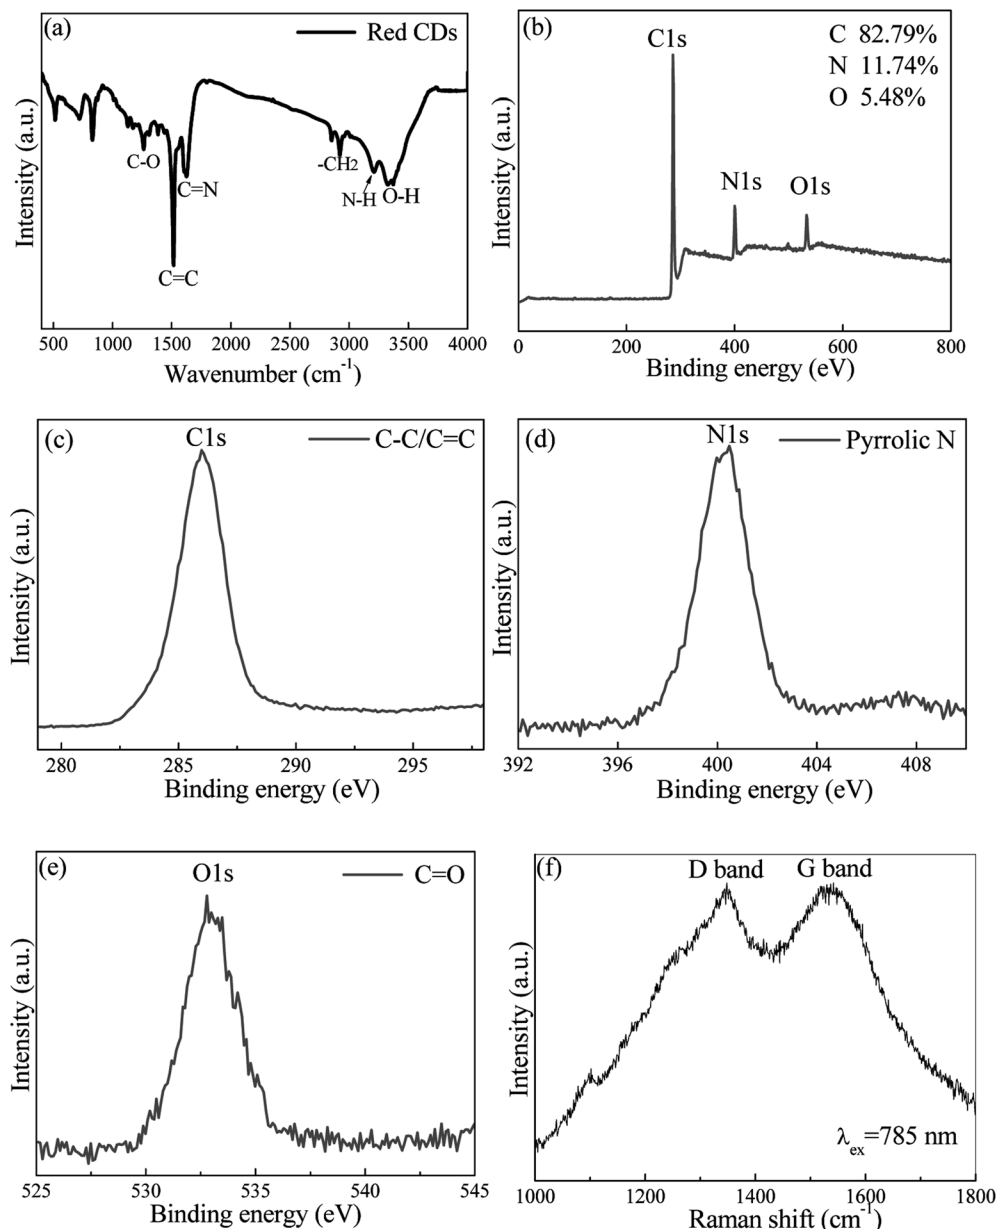 (a)
Red CDs
C-O
C=N
C=C
-CH2
N-H
O-H
Intensity (a.u.)
500 1000 1500 2000 2500 3000 3500 4000
Wavenumber (cm-1)
(b)
C 82.79%
N 11.74%
O 5.48%
C1s
N1s
O1s
Intensity (a.u.)
0 200 400 600 800
Binding energy (eV)
(c)
C1s
C-C/C=C
Intensity (a.u.)
280 285 290 295
Binding energy (eV)
(d)
N1s
Pyrrolic N
Intensity (a.u.)
392 396 400 404 408
Binding energy (eV)
(e)
O1s
C=O
Intensity (a.u.)
525 530 535 540 545
Binding energy (eV)
(f)
D band
G band
λex=785 nm
Intensity (a.u.)
1000 1200 1400 1600 1800
Raman shift (cm-1)